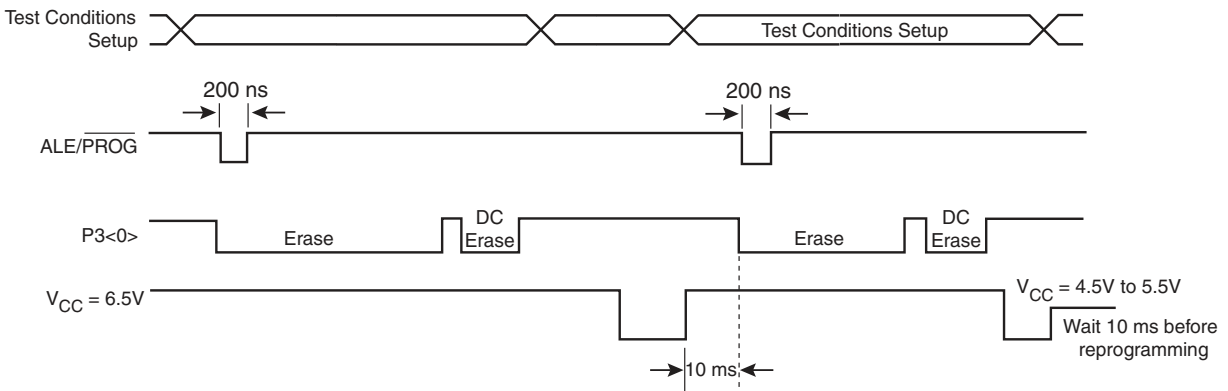 Test Conditions
Setup
Test Conditions Setup
200 ns
200 ns
ALE/PROG
P3<0>
Erase
DC
Erase
Erase
DC
Erase
VCC = 6.5V
VCC = 4.5V to 5.5V
Wait 10 ms before
reprogramming
10 ms